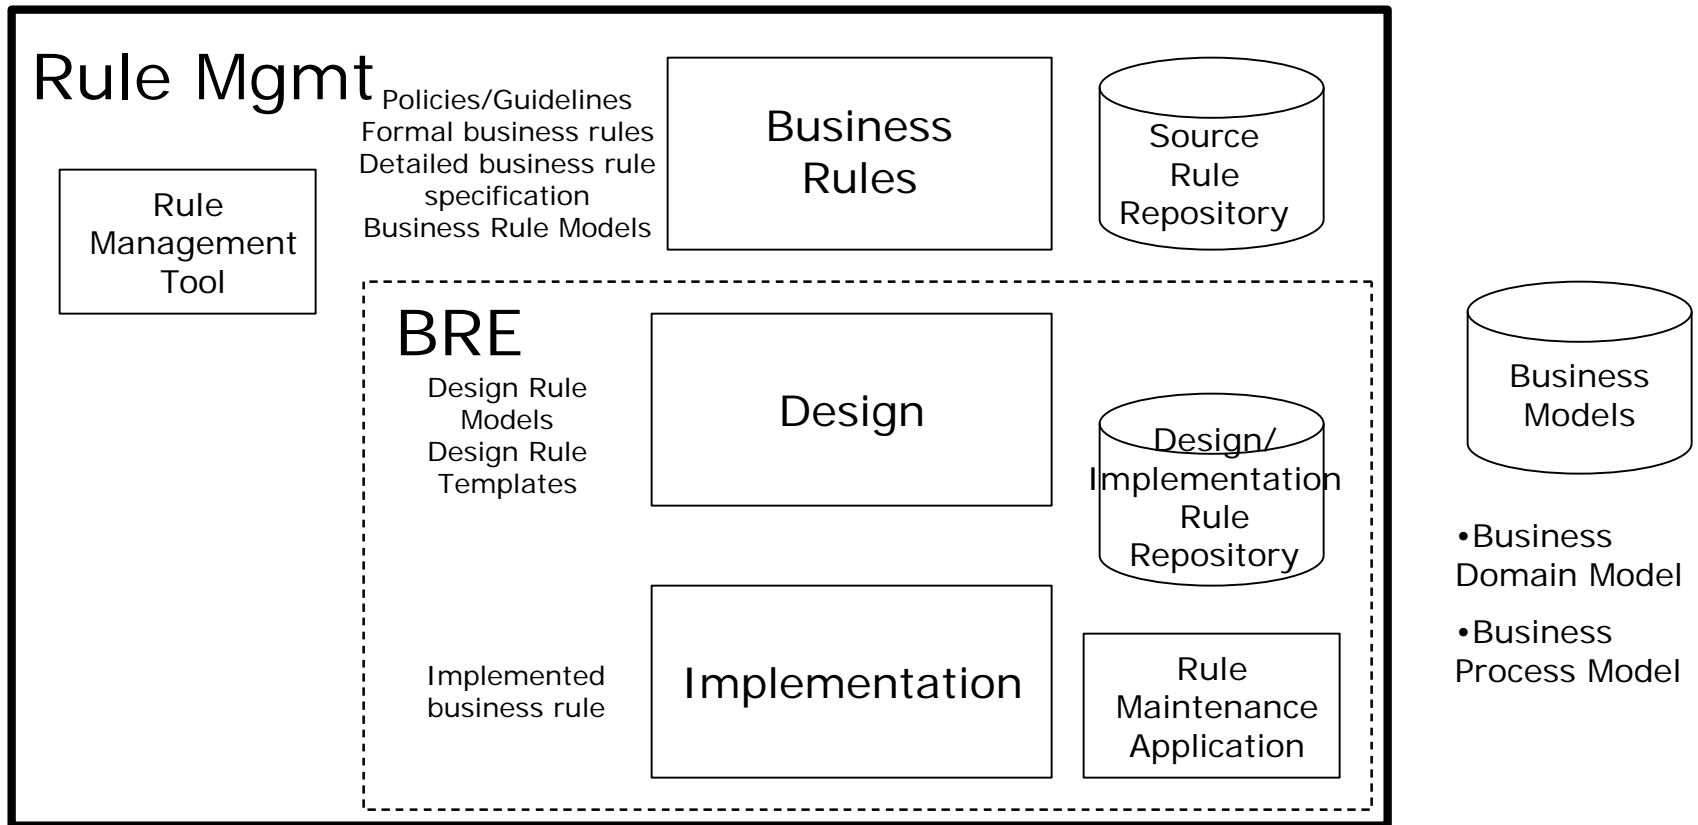 Rule Mgmt
Policies/Guidelines
Formal business rules
Detailed business rule
specification
Business Rule Models
Business
Rules
Source
Rule
Repository
Rule
Management
Tool
BRE
Design Rule
Models
Design Rule
Templates
Design
Design/
Implementation
Rule
Repository
Implemented
business rule
Implementation
Rule
Maintenance
Application
Business
Models
•Business
Domain Model
•Business
Process Model